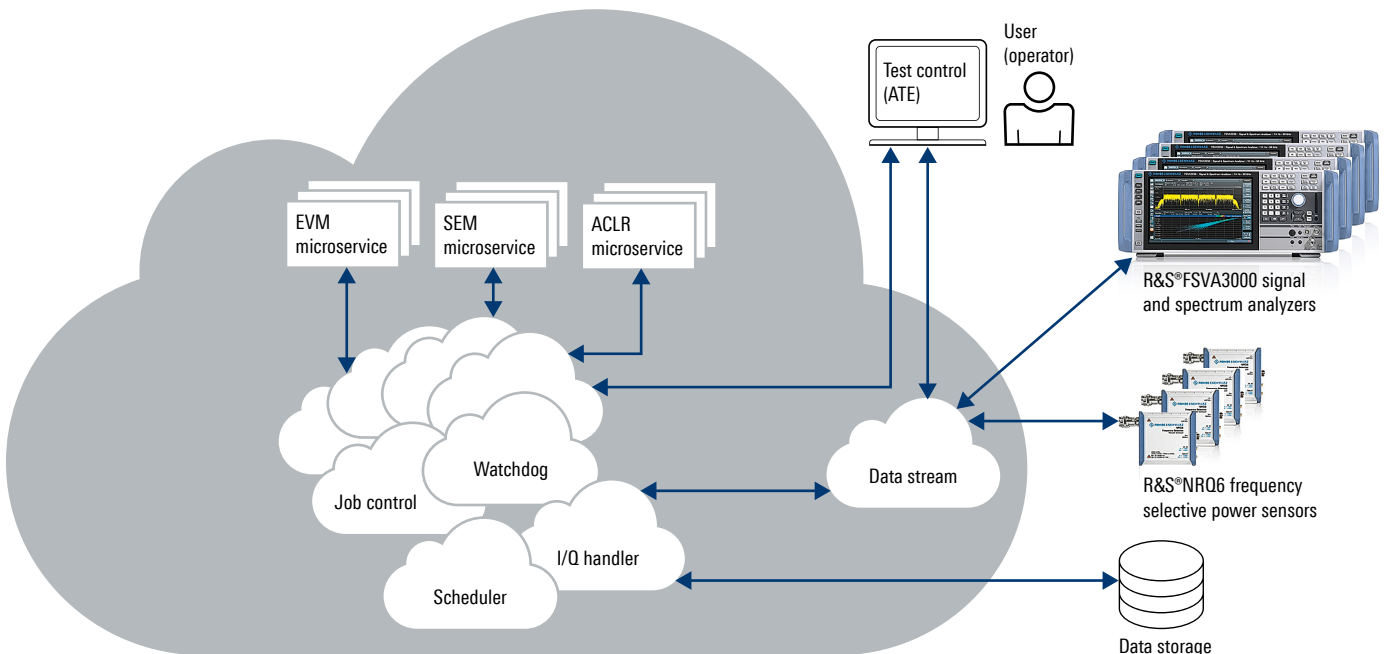 User
(operator)
Test control
(ATE)
EVM
microservice
SEM
microservice
ACLR
microservice
R&S®FSVA3000 signal
and spectrum analyzers
Watchdog
Job control
Data stream
R&S®NRQ6 frequency
selective power sensors
I/Q handler
Scheduler
Data storage